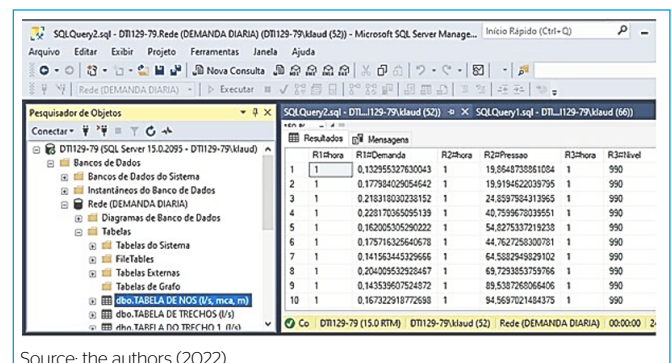 SQLQuery2.sql - DTI129-79.Rede (DEMANDA DIARIA) (DTI129-79\klaud (52)) - Microsoft SQL Server Manage...
Início Rápido (Ctrl+Q)
Arquivo Editar Exibir Projeto Ferramentas Janela Ajuda
Nova Consulta
Rede (DEMANDA DIARIA) Executar
Pesquisador de Objetos
SQLQuery2.sql - DTI...I129-79\klaud (52)) SQLQuery1.sql - DTI...I129-79\klaud (66))
Conectar
150 %
Resultados Mensagens
DTI129-79 (SQL Server 15.0.2095 - DTI129-79\klaud)
Bancos de Dados
Bancos de Dados do Sistema
Instantâneos do Banco de Dados
Rede (DEMANDA DIARIA)
Diagramas de Banco de Dados
Tabelas
Tabelas do Sistema
FileTables
Tabelas Externas
Tabelas de Grafo
dbo.TABELA DE NOS (l/s, mca, m)
dbo.TABELA DE TRECHOS (l/s)
dbo.TABELA DO TRECHO 1 (l/s)
R1#hora R1#Demanda R2#hora R2#Pressao R3#hora R3#Nivel
1 1 0,132955327630043 1 19,8648738861084 1 990
2 1 0,177984029054642 1 19,9194622039795 1 990
3 1 0,218318030238152 1 24,8597984313965 1 990
4 1 0,228170365095139 1 40,7599678039551 1 990
5 1 0,162005305290222 1 54,8275337219238 1 990
6 1 0,175716325640678 1 44,7627258300781 1 990
7 1 0,141563445329666 1 64,5882949829102 1 990
8 1 0,204009532928467 1 69,7293853759766 1 990
9 1 0,143539607524872 1 89,5387268066406 1 990
10 1 0,167322918772698 1 94,5697021484375 1 990
Co DTI129-79 (15.0 RTM) DTI129-79\klaud (52) Rede (DEMANDA DIARIA) 00:00:00
Source: the authors (2022)